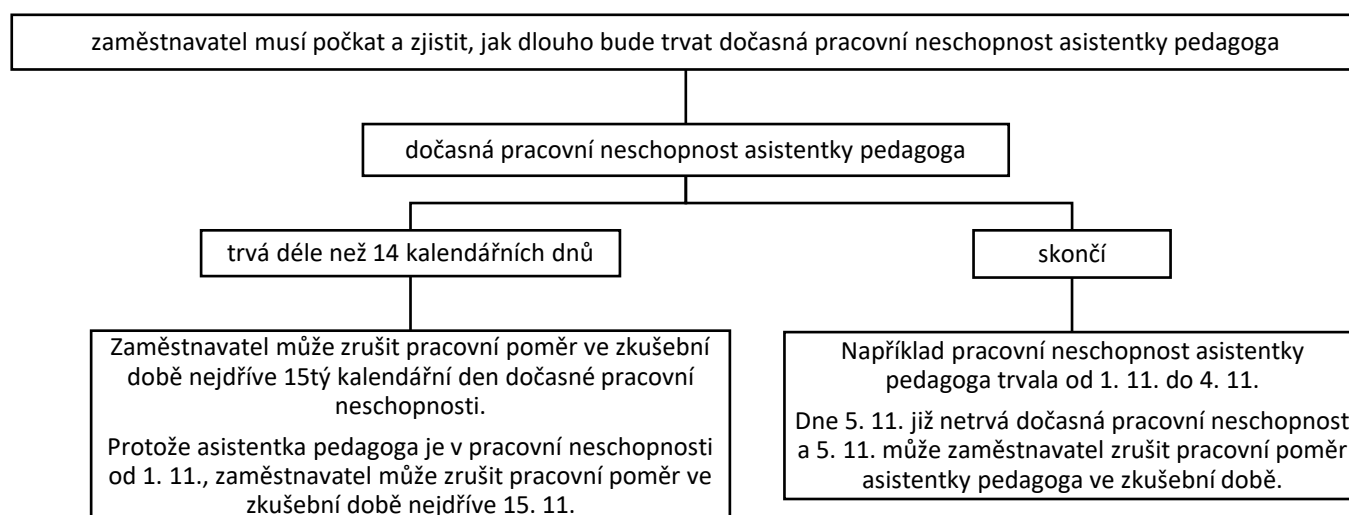 zaměstnavatel musí počkat a zjistit, jak dlouho bude trvat dočasná pracovní neschopnost asistentky pedagoga
dočasná pracovní neschopnost asistentky pedagoga
trvá déle než 14 kalendářních dnů
skončí
Zaměstnavatel může zrušit pracovní poměr ve zkušební
době nejdříve 15tý kalendářní den dočasné pracovní
neschopnosti.
Protože asistentka pedagoga je v pracovní neschopnosti
od 1. 11., zaměstnavatel může zrušit pracovní poměr ve
zkušební době nejdříve 15. 11.
Například pracovní neschopnost asistentky
pedagoga trvala od 1. 11. do 4. 11.
Dne 5. 11. již netrvá dočasná pracovní neschopnost
a 5. 11. může zaměstnavatel zrušit pracovní poměr
asistentky pedagoga ve zkušební době.